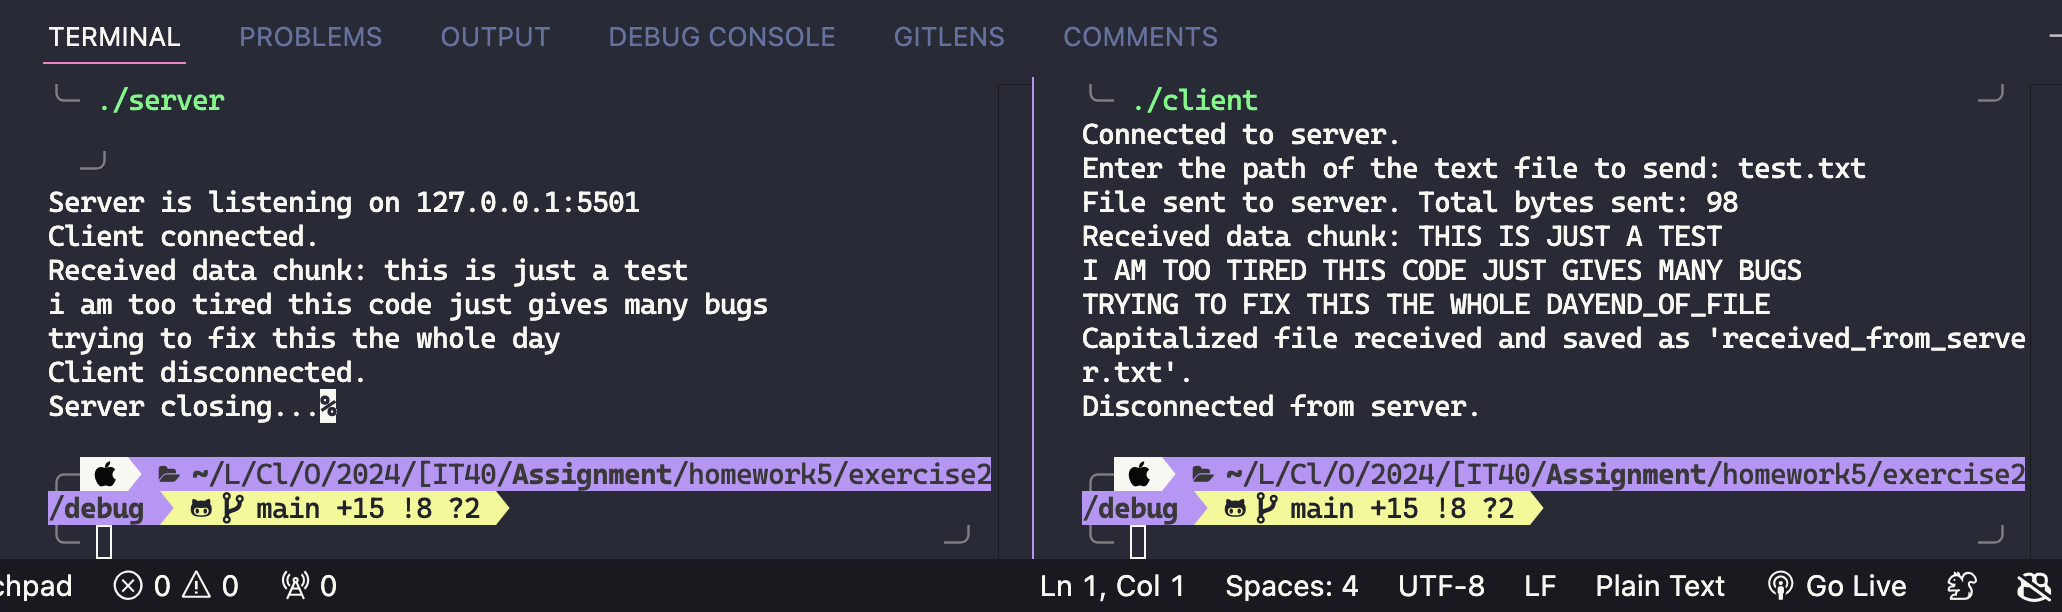 TERMINAL PROBLEMS OUTPUT DEBUG CONSOLE GITLENS COMMENTS
./server
Server is listening on 127.0.0.1:5501
Client connected.
Received data chunk: this is just a test
i am too tired this code just gives many bugs
trying to fix this the whole day
Client disconnected.
Server closing...%
~/L/Cl/O/2024/[IT40/Assignment/homework5/exercise2
/debug main +15 !8 ?2
./client
Connected to server.
Enter the path of the text file to send: test.txt
File sent to server. Total bytes sent: 98
Received data chunk: THIS IS JUST A TEST
I AM TOO TIRED THIS CODE JUST GIVES MANY BUGS
TRYING TO FIX THIS THE WHOLE DAYEND_OF_FILE
Capitalized file received and saved as 'received_from_serve
r.txt'.
Disconnected from server.
~/L/Cl/O/2024/[IT40/Assignment/homework5/exercise2
/debug main +15 !8 ?2
chpad 0 0 0 Ln 1, Col 1 Spaces: 4 UTF-8 LF Plain Text Go Live